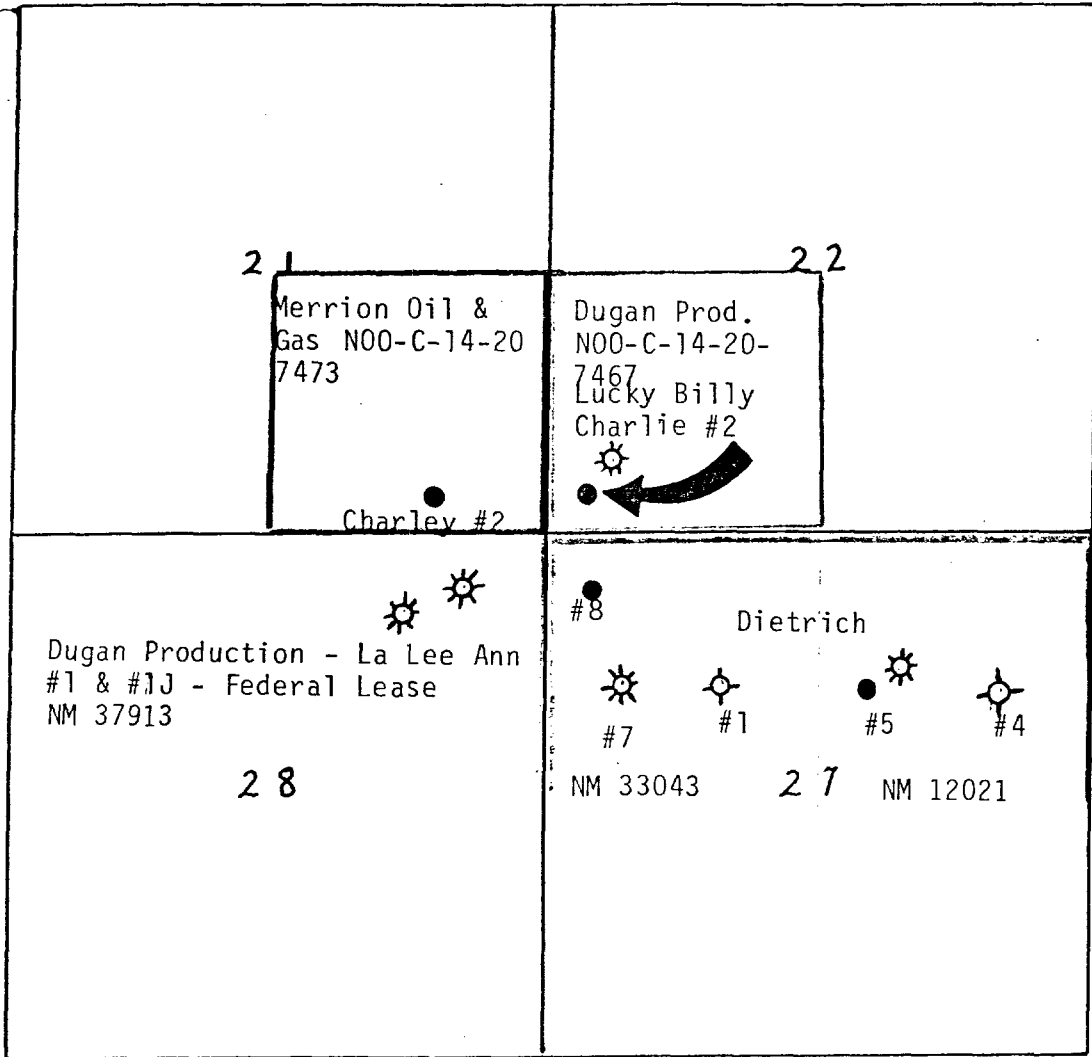 21
22
Merrion Oil &
Gas N00-C-14-20
7473
Charley #2
Dugan Prod.
N00-C-14-20-
7467
Lucky Billy
Charlie #2
Dugan Production - La Lee Ann
#1 & #1J - Federal Lease
NM 37913
28
#8
Dietrich
#7
#1
#5
#4
NM 33043
27
NM 12021